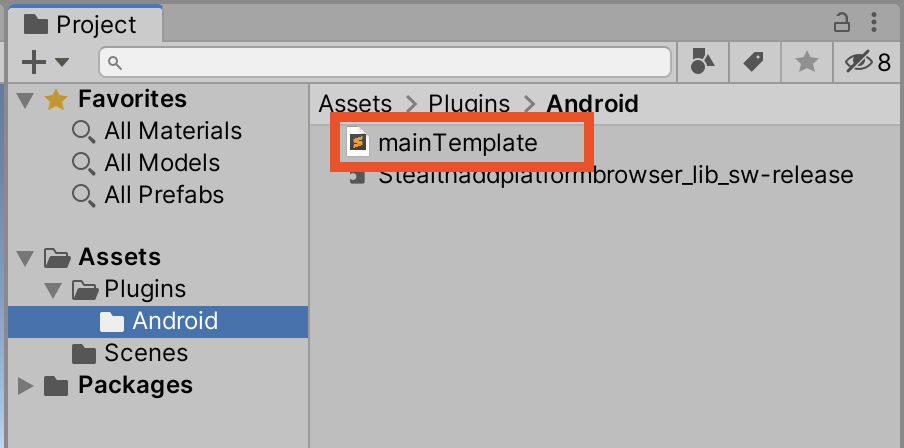 Project
8
Favorites
All Materials
All Models
All Prefabs
Assets
Plugins
Android
Scenes
Packages
Assets > Plugins > Android
mainTemplate
Stealthaddplatformbrowser_lib_sw-release